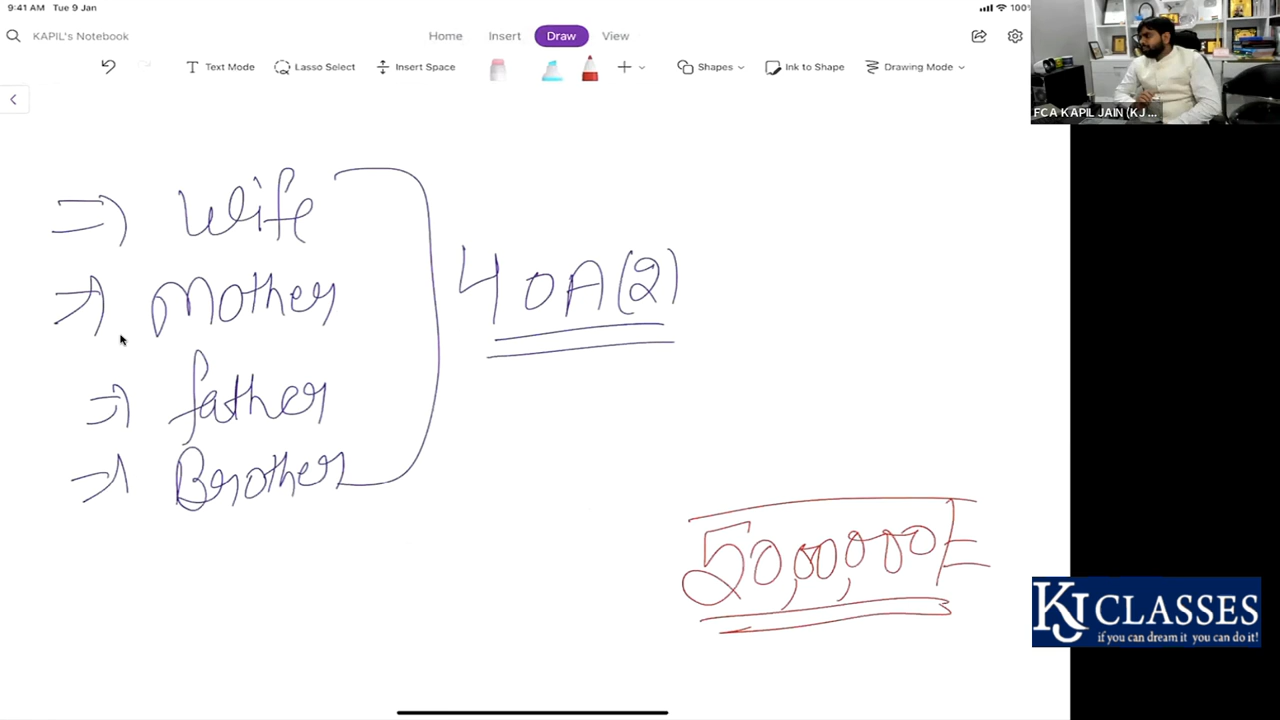 9:41 AM Tue 9 Jan
100%
KAPIL's Notebook
Home Insert Draw View
Text Mode Lasso Select Insert Space Shapes Ink to Shape Drawing Mode
FCA KAPIL JAIN (KJ ...
=) Wife
=) Mother
=) father
=) Brother
40A(2)
50,00,000/=
KJ CLASSES
if you can dream it you can do it!